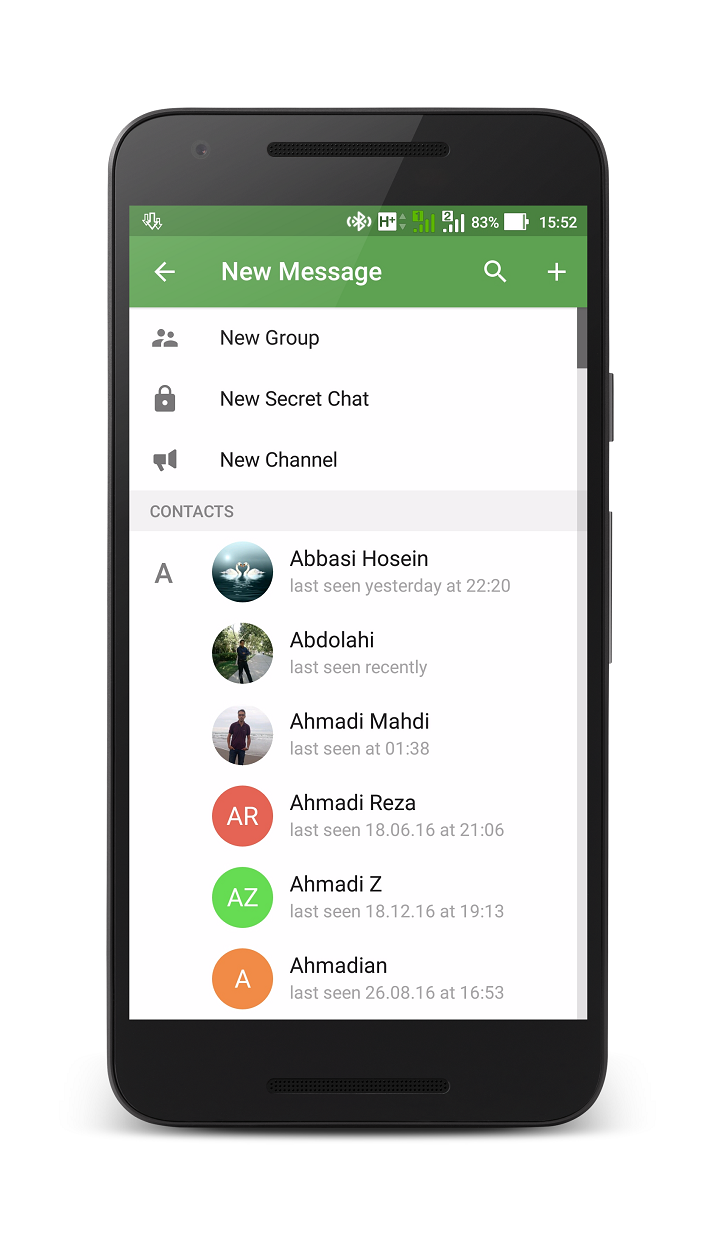 H+ 1 2 83% 15:52
New Message
New Group
New Secret Chat
New Channel
CONTACTS
A
Abbasi Hosein
last seen yesterday at 22:20
Abdolahi
last seen recently
Ahmadi Mahdi
last seen at 01:38
AR
Ahmadi Reza
last seen 18.06.16 at 21:06
AZ
Ahmadi Z
last seen 18.12.16 at 19:13
A
Ahmadian
last seen 26.08.16 at 16:53